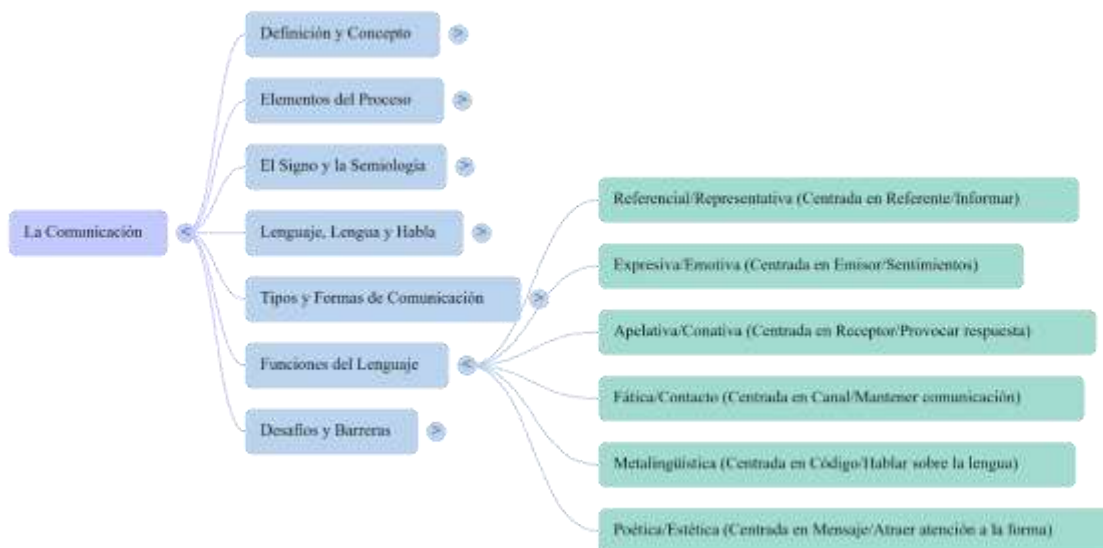 La Comunicación
Definición y Concepto
Elementos del Proceso
El Signo y la Semiología
Lenguaje, Lengua y Habla
Tipos y Formas de Comunicación
Funciones del Lenguaje
Desafíos y Barreras
Referencial/Representativa (Centrada en Referente/Informar)
Expresiva/Emotiva (Centrada en Emisor/Sentimientos)
Apelativa/Conativa (Centrada en Receptor/Provocar respuesta)
Fática/Contacto (Centrada en Canal/Mantener comunicación)
Metalingüística (Centrada en Código/Hablar sobre la lengua)
Poética/Estética (Centrada en Mensaje/Atraer atención a la forma)